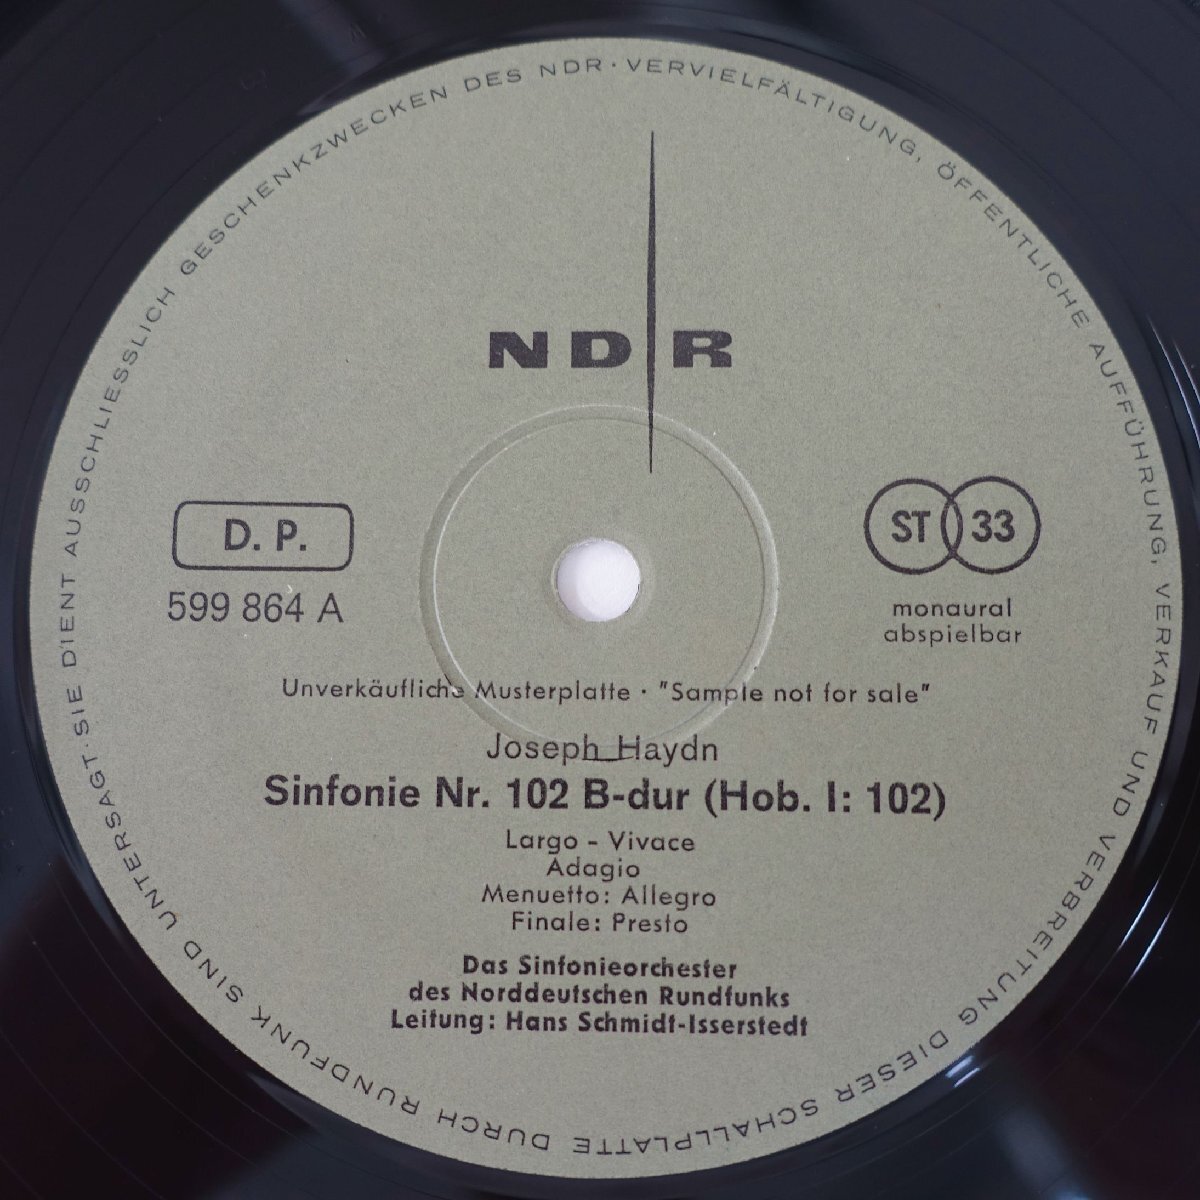 VERVIELFÄLTIGUNG, ÖFFENTLICHE AUFFÜHRUNG, VERKAUF UND VERBREITUNG DIESER SCHALLPLATTE DURCH RUNDFUNK SIND UNTERSAGT · SIE DIENT AUSSCHLIESSLICH GESCHENKZWECKEN DES NDR ·
NDR
D. P.
ST 33
599 864 A
monaural
abspielbar
Unverkäufliche Musterplatte · "Sample not for sale"
Joseph Haydn
Sinfonie Nr. 102 B-dur (Hob. I: 102)
Largo - Vivace
Adagio
Menuetto: Allegro
Finale: Presto
Das Sinfonieorchester
des Norddeutschen Rundfunks
Leitung: Hans Schmidt-Isserstedt